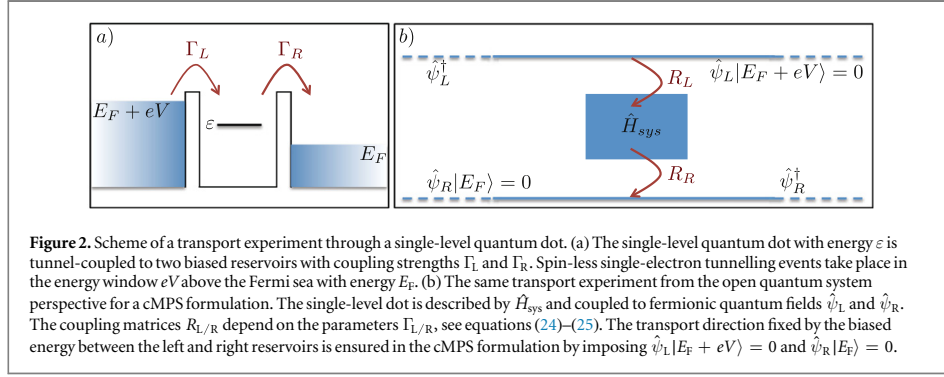 a)
Γ_L Γ_R
E_F + eV
ε
E_F
b)
ψ̂_L^† ψ̂_L|E_F + eV⟩ = 0
R_L
Ĥ_sys
R_R
ψ̂_R|E_F⟩ = 0 ψ̂_R^†
Figure 2. Scheme of a transport experiment through a single-level quantum dot. (a) The single-level quantum dot with energy ε is
tunnel-coupled to two biased reservoirs with coupling strengths Γ_L and Γ_R. Spin-less single-electron tunnelling events take place in
the energy window eV above the Fermi sea with energy E_F. (b) The same transport experiment from the open quantum system
perspective for a cMPS formulation. The single-level dot is described by Ĥ_sys and coupled to fermionic quantum fields ψ̂_L and ψ̂_R.
The coupling matrices R_L/R depend on the parameters Γ_L/R, see equations (24)–(25). The transport direction fixed by the biased
energy between the left and right reservoirs is ensured in the cMPS formulation by imposing ψ̂_L|E_F + eV⟩ = 0 and ψ̂_R|E_F⟩ = 0.